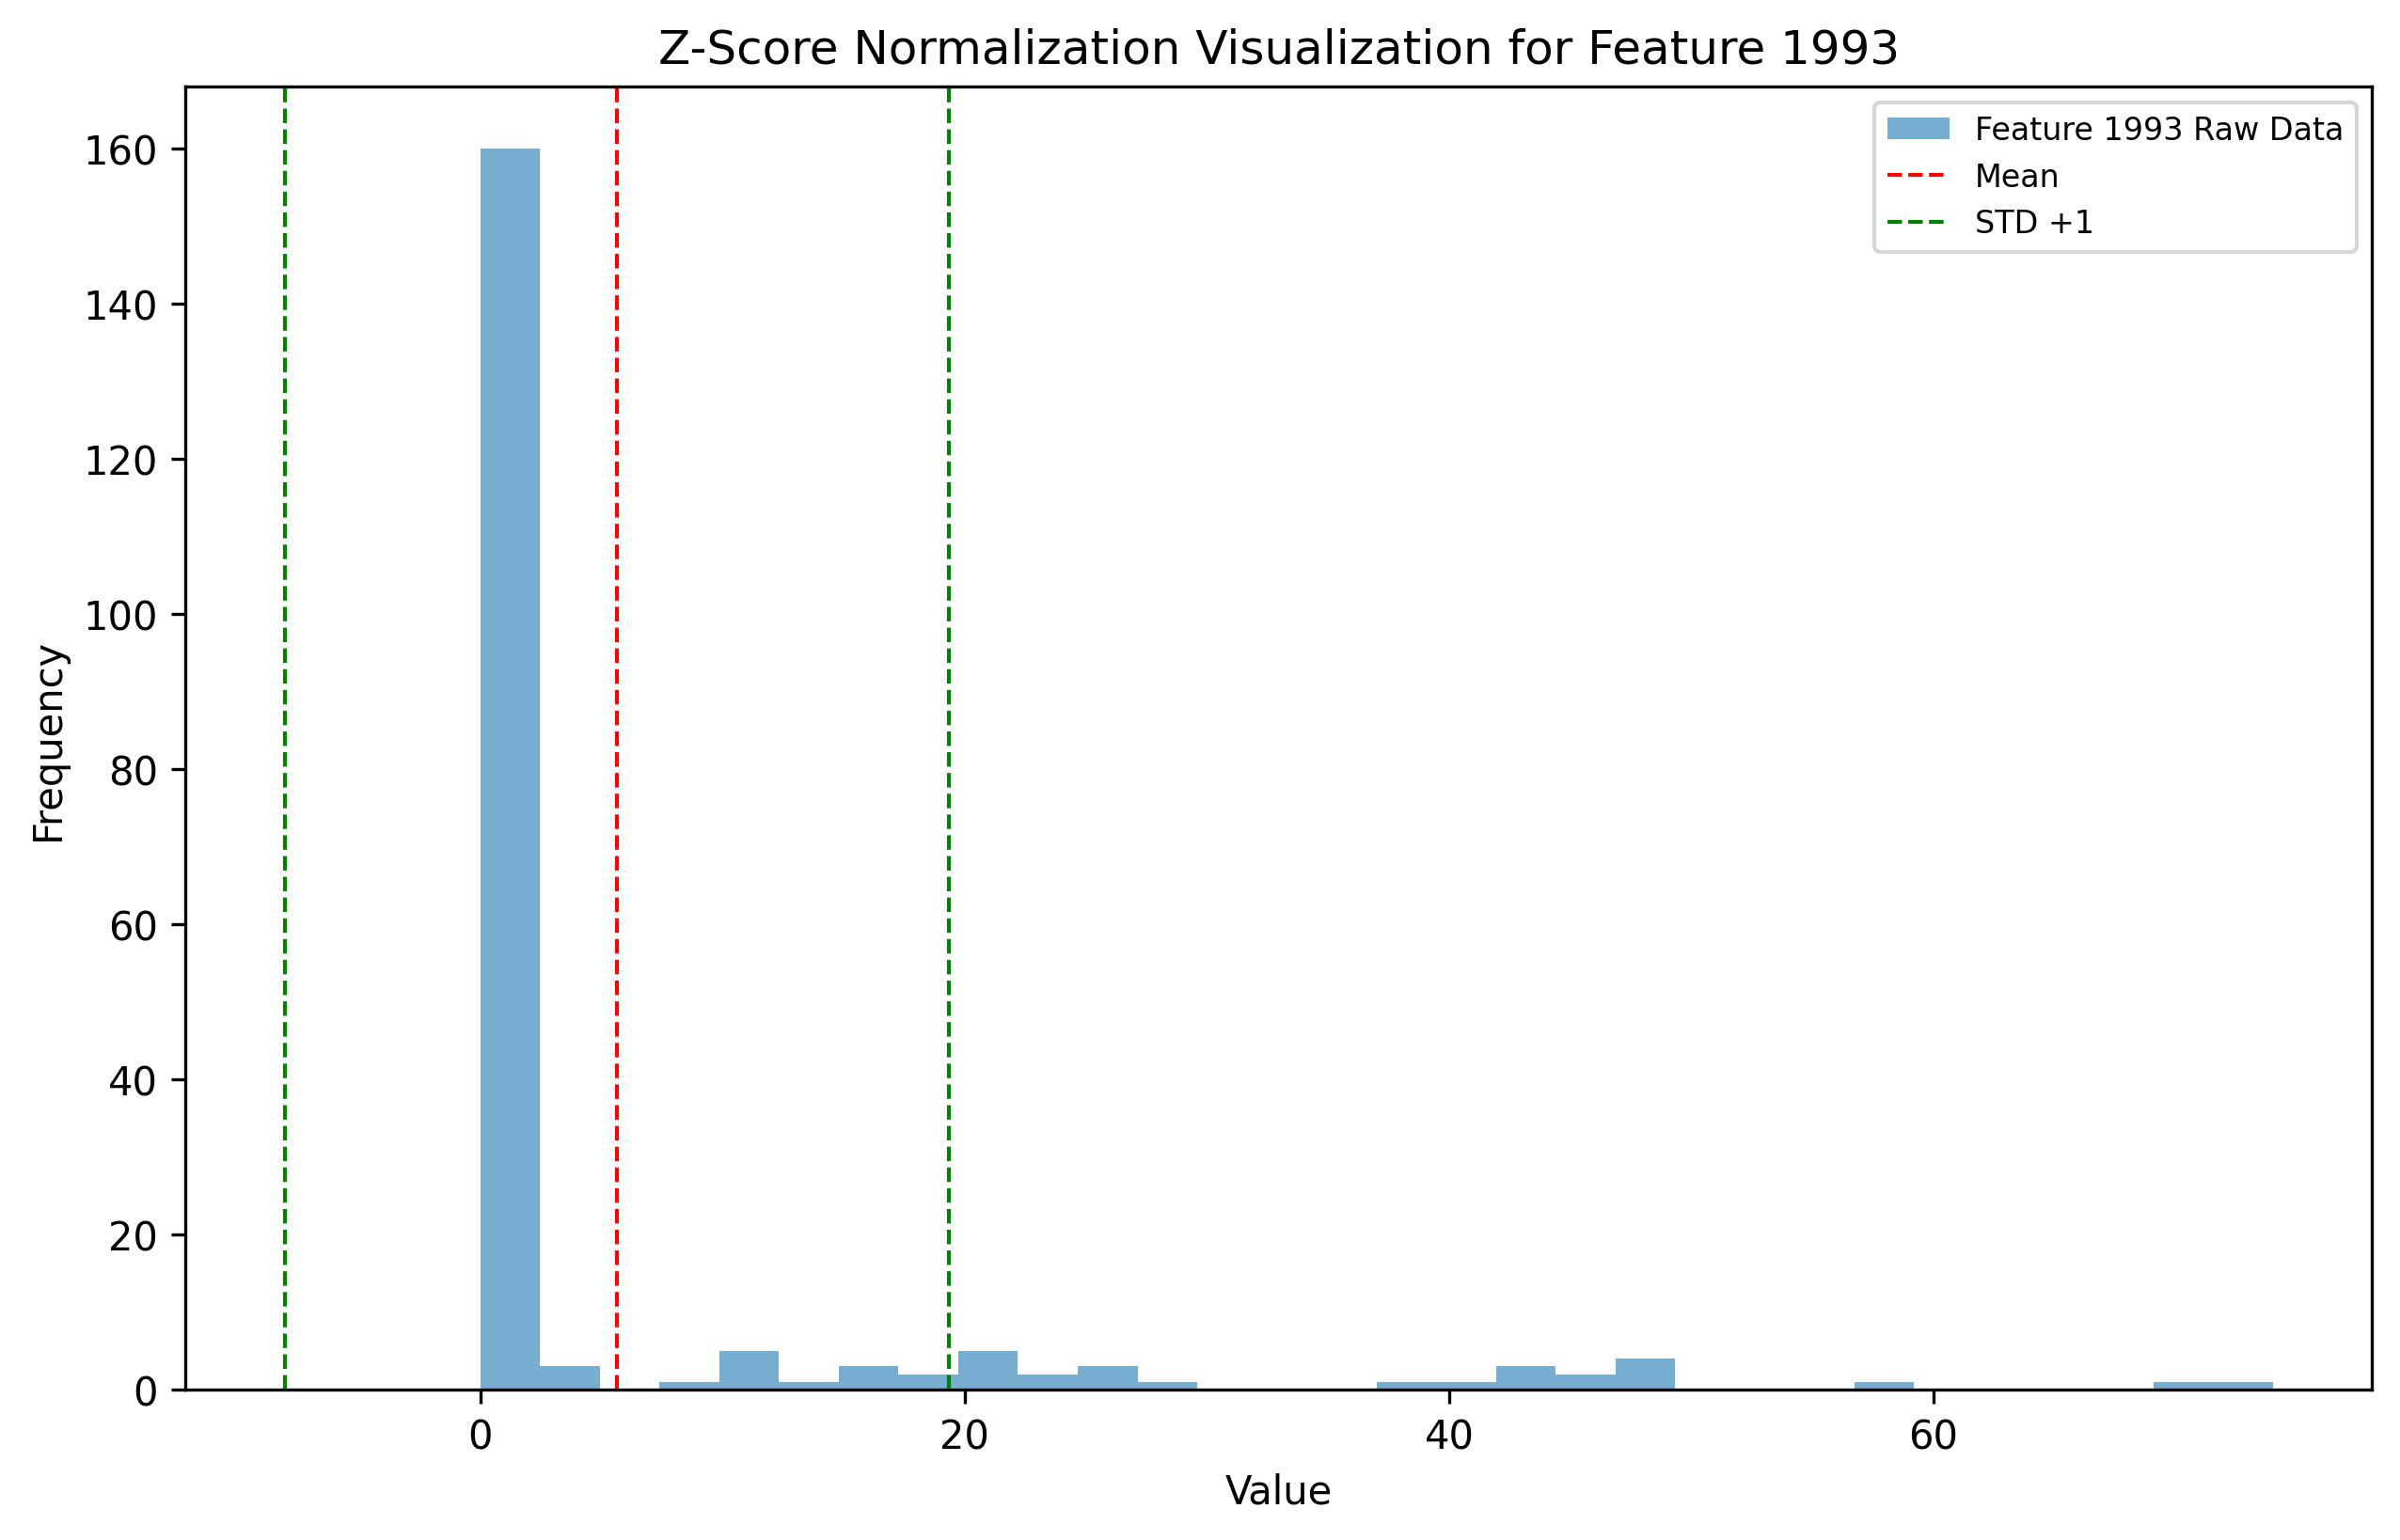 Z-Score Normalization Visualization for Feature 1993
Feature 1993 Raw Data
Mean
STD +1
160
140
120
100
80
60
40
20
0
Frequency
0 20 40 60
Value